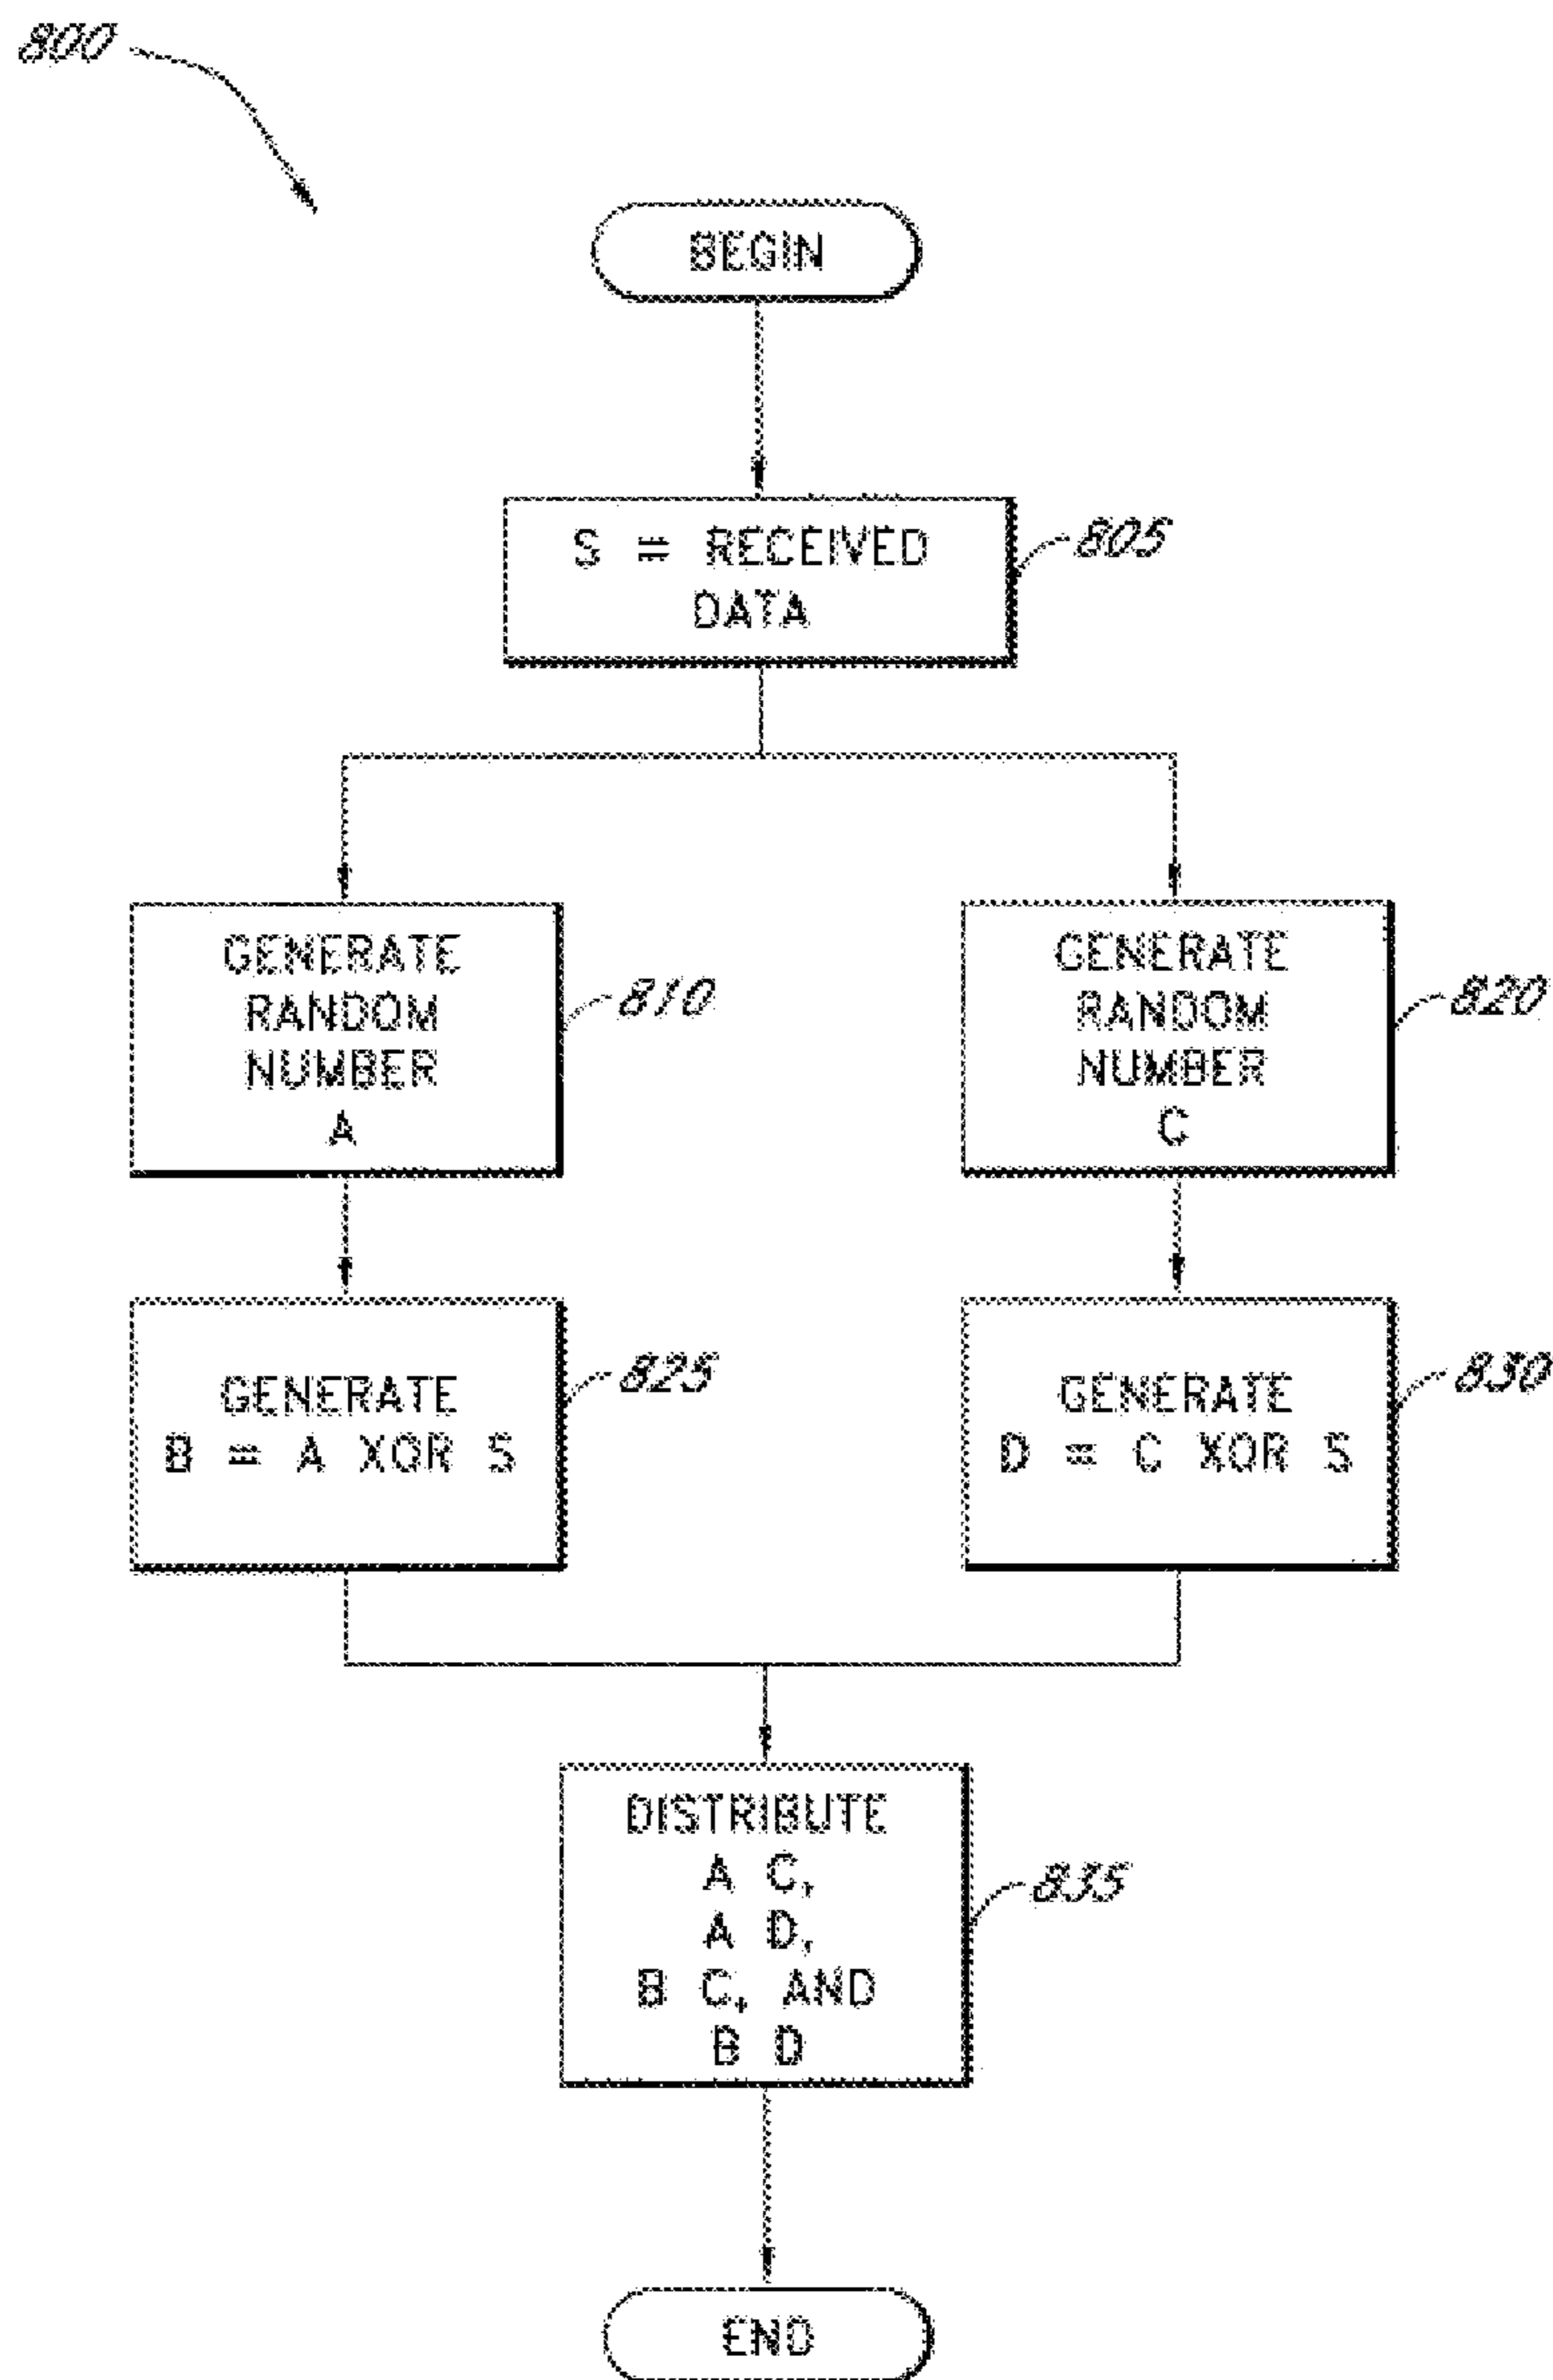 800
BEGIN
S = RECEIVED
DATA
805
GENERATE
RANDOM
NUMBER
A
810
GENERATE
RANDOM
NUMBER
C
820
GENERATE
B = A XOR S
825
GENERATE
D = C XOR S
830
DISTRIBUTE
A C,
A D,
B C, AND
B D
835
END